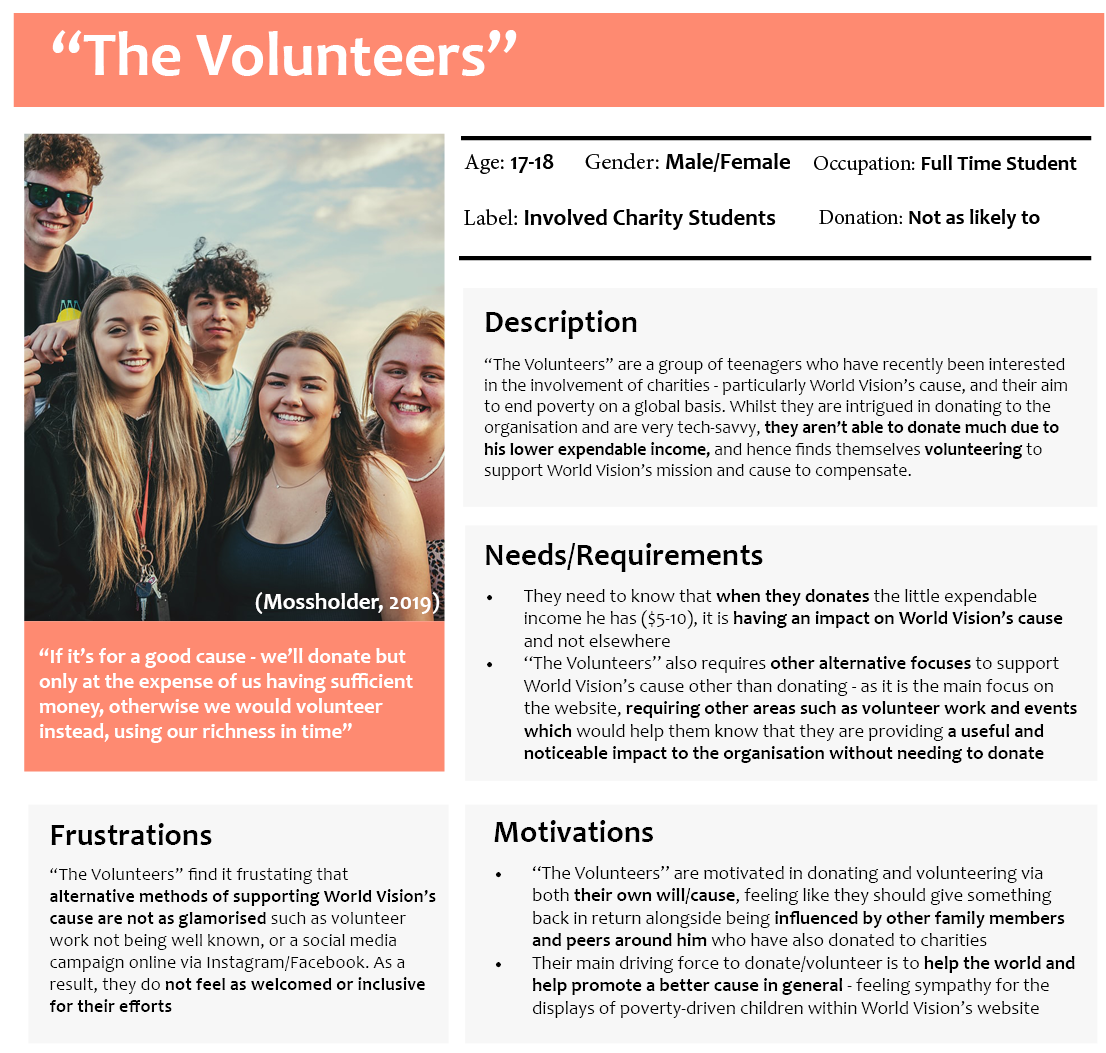 “The Volunteers”
Age: 17-18 Gender: Male/Female Occupation: Full Time Student
Label: Involved Charity Students Donation: Not as likely to
(Mossholder, 2019)
“If it’s for a good cause - we’ll donate but
only at the expense of us having sufficient
money, otherwise we would volunteer
instead, using our richness in time”
Description
“The Volunteers” are a group of teenagers who have recently been interested
in the involvement of charities - particularly World Vision’s cause, and their aim
to end poverty on a global basis. Whilst they are intrigued in donating to the
organisation and are very tech-savvy, they aren’t able to donate much due to
his lower expendable income, and hence finds themselves volunteering to
support World Vision’s mission and cause to compensate.
Needs/Requirements
• They need to know that when they donates the little expendable
income he has ($5-10), it is having an impact on World Vision’s cause
and not elsewhere
• “The Volunteers” also requires other alternative focuses to support
World Vision’s cause other than donating - as it is the main focus on
the website, requiring other areas such as volunteer work and events
which would help them know that they are providing a useful and
noticeable impact to the organisation without needing to donate
Frustrations
“The Volunteers” find it frustating that
alternative methods of supporting World Vision’s
cause are not as glamorised such as volunteer
work not being well known, or a social media
campaign online via Instagram/Facebook. As a
result, they do not feel as welcomed or inclusive
for their efforts
Motivations
• “The Volunteers” are motivated in donating and volunteering via
both their own will/cause, feeling like they should give something
back in return alongside being influenced by other family members
and peers around him who have also donated to charities
• Their main driving force to donate/volunteer is to help the world and
help promote a better cause in general - feeling sympathy for the
displays of poverty-driven children within World Vision’s website